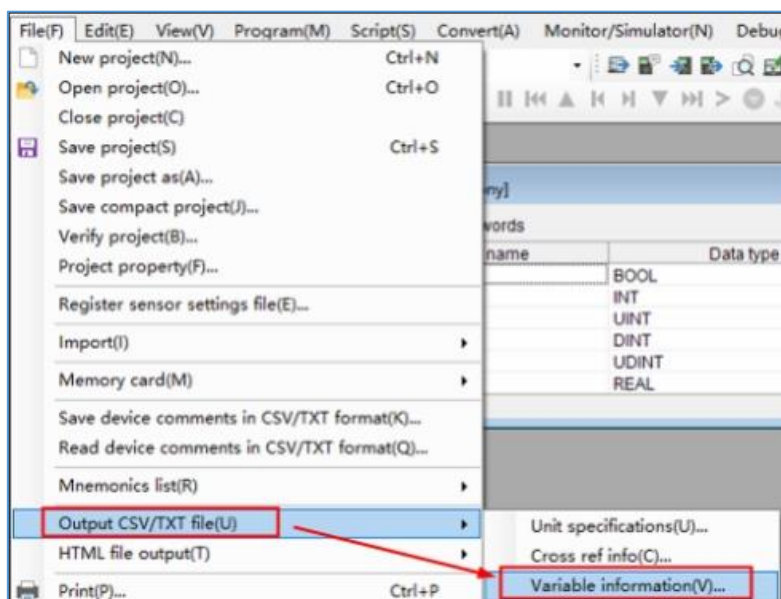 File(F) Edit(E) View(V) Program(M) Script(S) Convert(A) Monitor/Simulator(N) Debu
New project(N)... Ctrl+N
Open project(O)... Ctrl+O
Close project(C)
Save project(S) Ctrl+S
Save project as(A)...
Save compact project(J)...
Verify project(B)...
Project property(F)...
Register sensor settings file(E)...
Import(I)
Memory card(M)
Save device comments in CSV/TXT format(K)...
Read device comments in CSV/TXT format(Q)...
Mnemonics list(R)
Output CSV/TXT file(U)
HTML file output(T)
Print(P)... Ctrl+P
ny]
words
name Data type
BOOL
INT
UINT
DINT
UDINT
REAL
Unit specifications(U)...
Cross ref info(C)...
Variable information(V)...